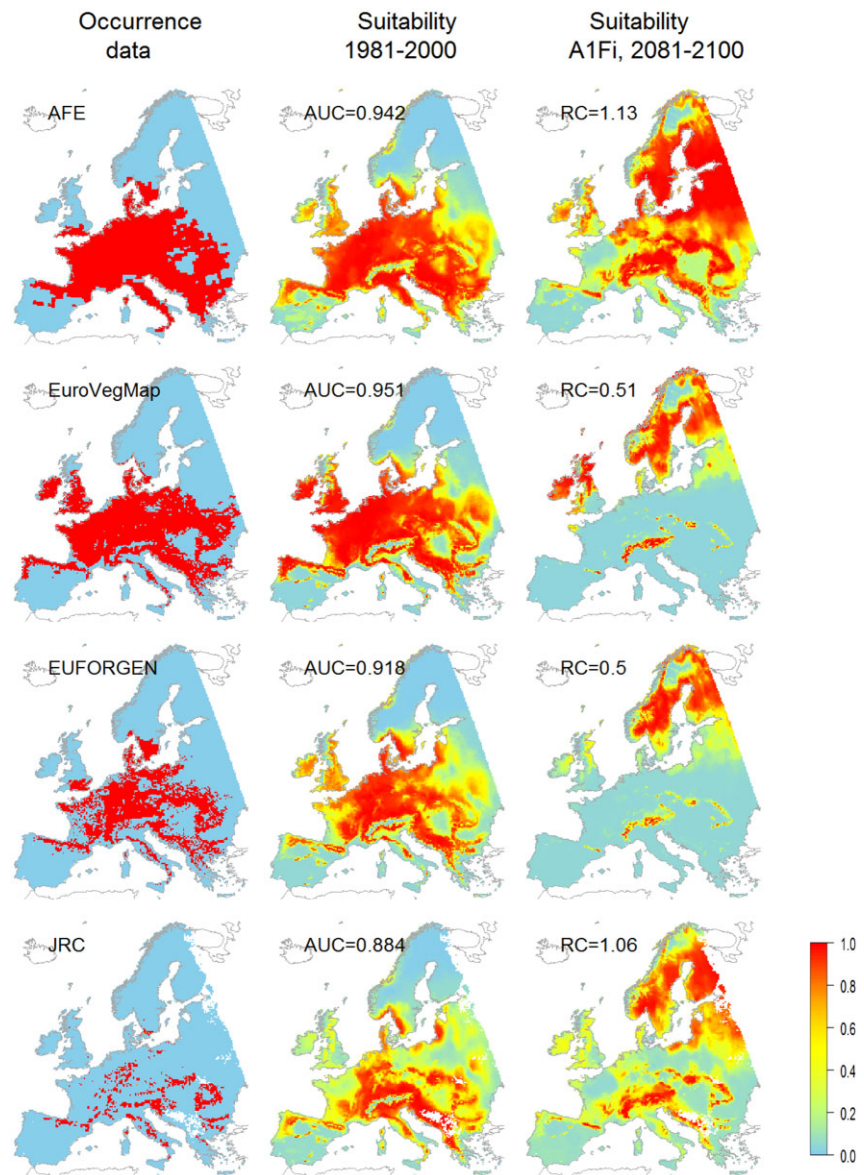 Occurrence
data
Suitability
1981-2000
Suitability
A1Fi, 2081-2100
AFE
AUC=0.942
RC=1.13
EuroVegMap
AUC=0.951
RC=0.51
EUFORGEN
AUC=0.918
RC=0.5
JRC
AUC=0.884
RC=1.06
1.0
0.8
0.6
0.4
0.2
0.0